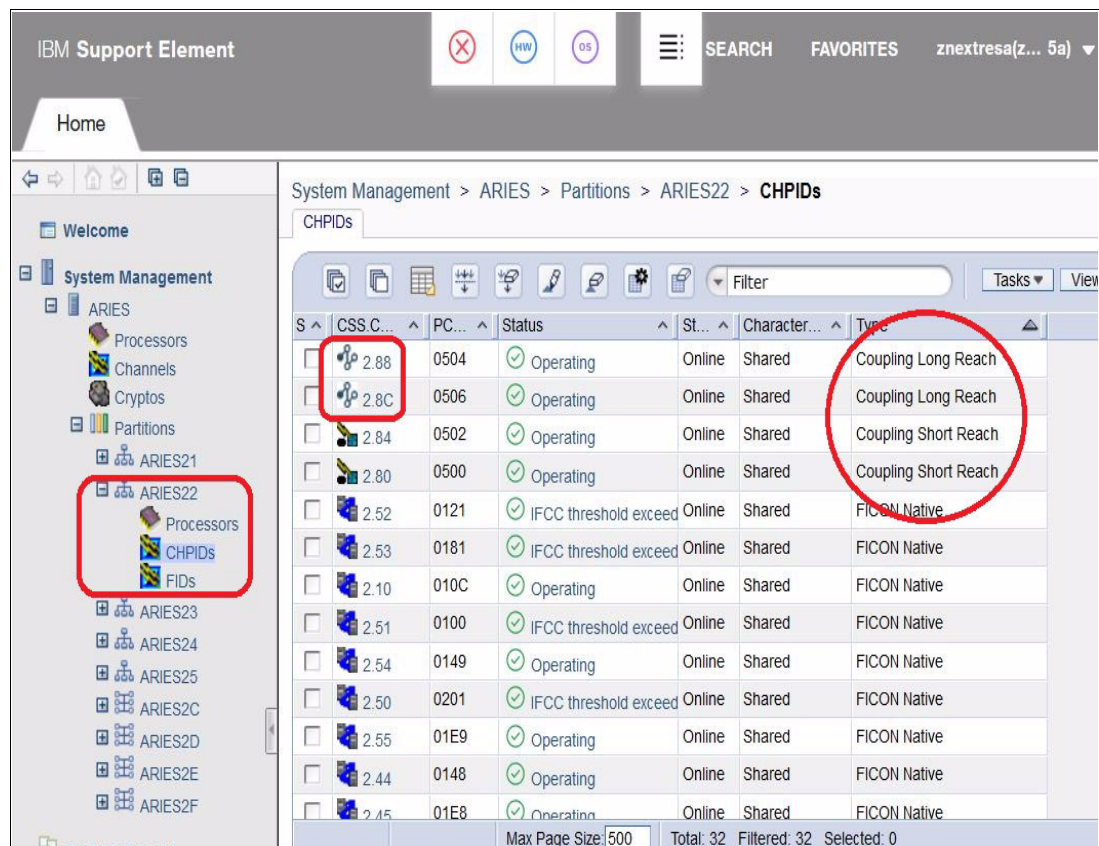 IBM Support Element
HW
OS
SEARCH FAVORITES znextresa(z... 5a)
Home
System Management > ARIES > Partitions > ARIES22 > CHPIDs
CHPIDs
Welcome
System Management
ARIES
Processors
Channels
Cryptos
Partitions
ARIES21
ARIES22
Processors
CHPIDs
FIDs
ARIES23
ARIES24
ARIES25
ARIES2C
ARIES2D
ARIES2E
ARIES2F
Filter Tasks View
S CSS.C... PC... Status St... Character... Type
2.88 0504 Operating Online Shared Coupling Long Reach
2.8C 0506 Operating Online Shared Coupling Long Reach
2.84 0502 Operating Online Shared Coupling Short Reach
2.80 0500 Operating Online Shared Coupling Short Reach
2.52 0121 IFCC threshold exceed Online Shared FICON Native
2.53 0181 IFCC threshold exceed Online Shared FICON Native
2.10 010C Operating Online Shared FICON Native
2.51 0100 IFCC threshold exceed Online Shared FICON Native
2.54 0149 Operating Online Shared FICON Native
2.50 0201 IFCC threshold exceed Online Shared FICON Native
2.55 01E9 Operating Online Shared FICON Native
2.44 0148 Operating Online Shared FICON Native
2.45 01E8 Operating Online Shared FICON Native
Max Page Size: 500 Total: 32 Filtered: 32 Selected: 0